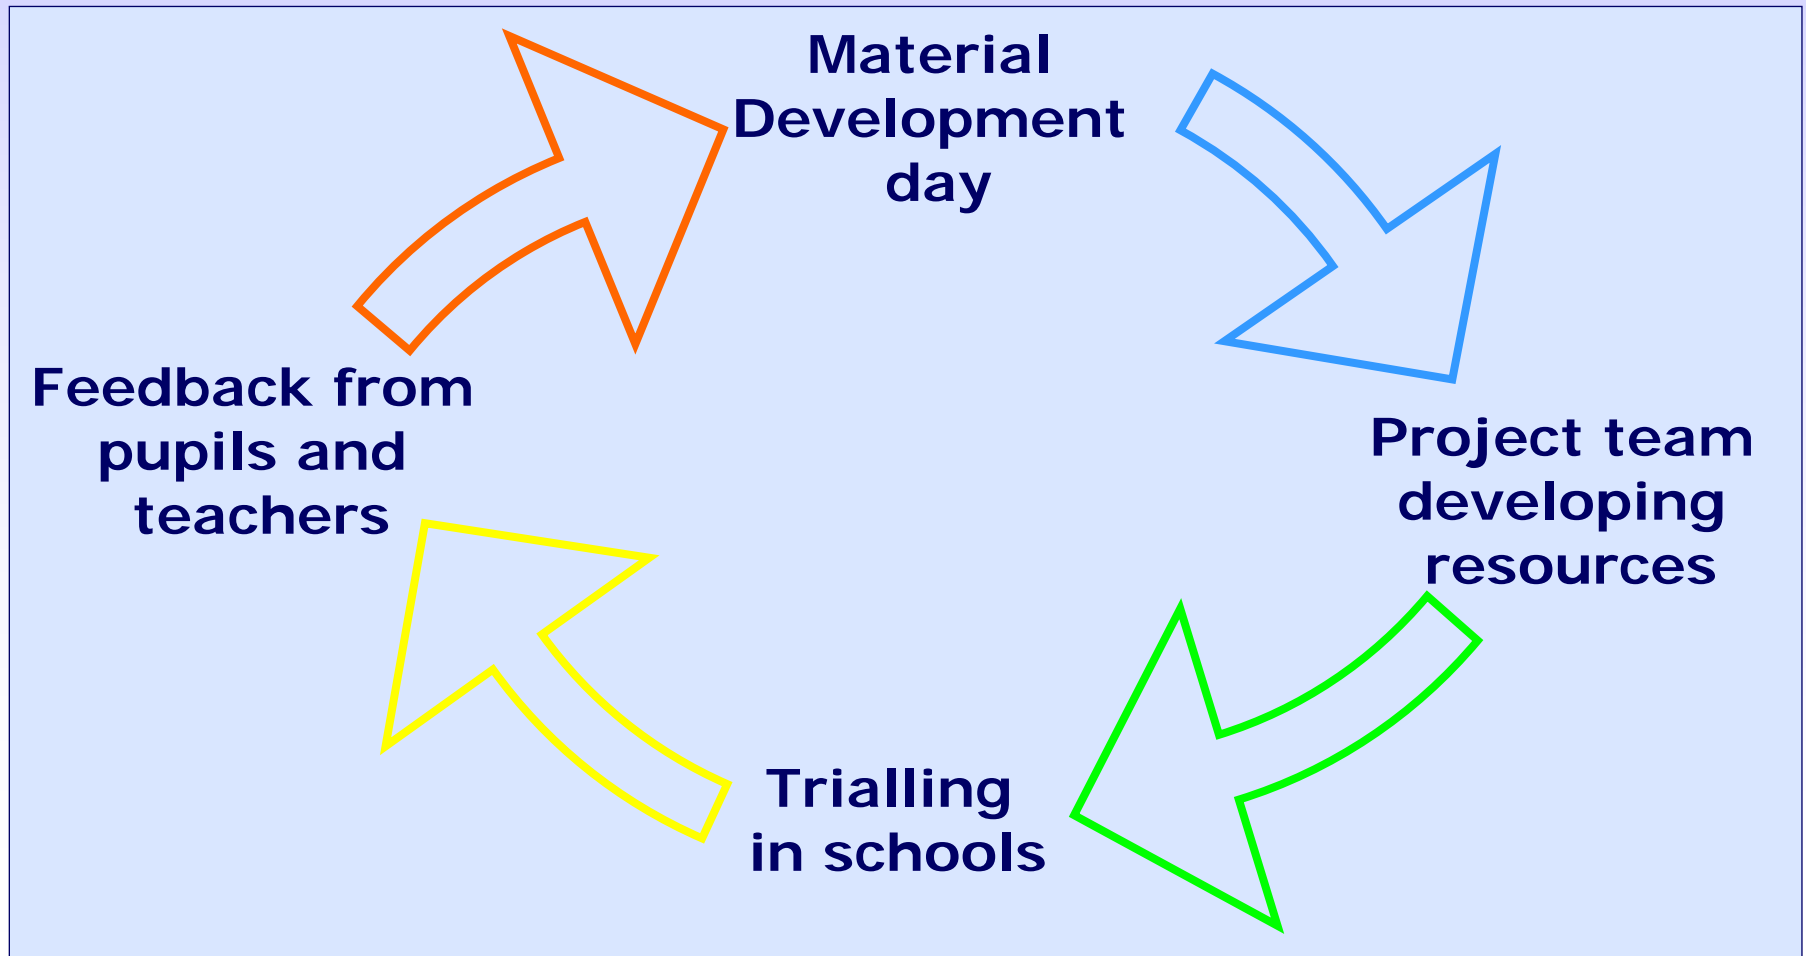 Material
Development
day
Project team
developing
resources
Trialling
in schools
Feedback from
pupils and
teachers